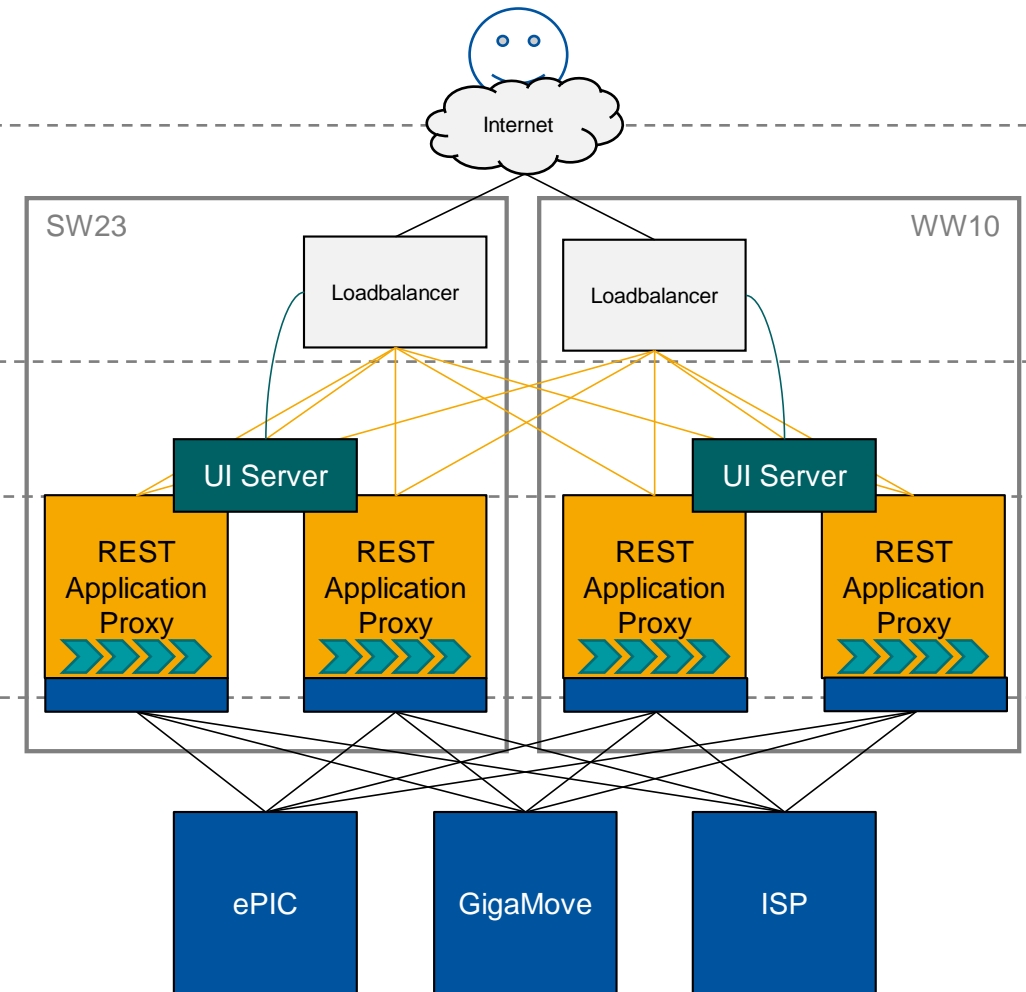 Internet
SW23
WW10
Loadbalancer
Loadbalancer
UI Server
UI Server
REST
Application
Proxy
REST
Application
Proxy
REST
Application
Proxy
REST
Application
Proxy
ePIC
GigaMove
ISP